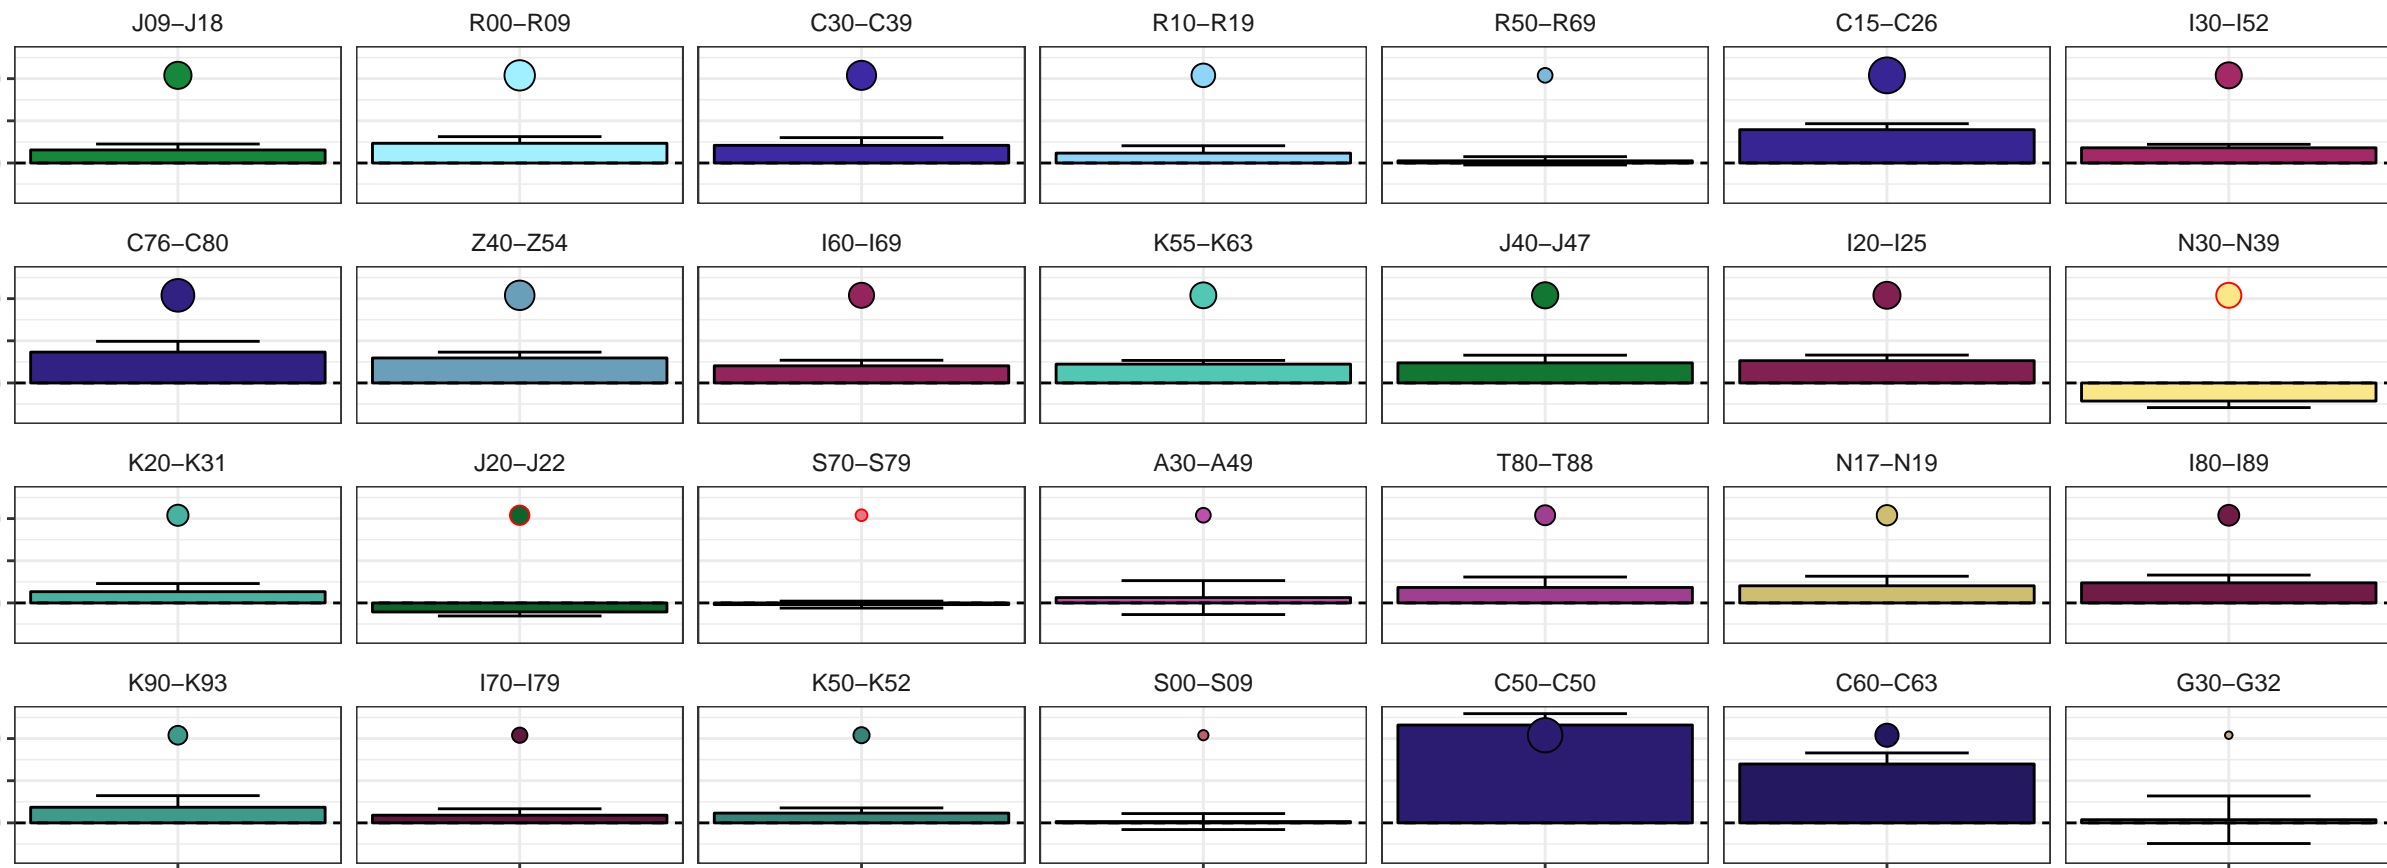 J09–J18 R00–R09 C30–C39 R10–R19 R50–R69 C15–C26 I30–I52
C76–C80 Z40–Z54 I60–I69 K55–K63 J40–J47 I20–I25 N30–N39
K20–K31 J20–J22 S70–S79 A30–A49 T80–T88 N17–N19 I80–I89
K90–K93 I70–I79 K50–K52 S00–S09 C50–C50 C60–C63 G30–G32